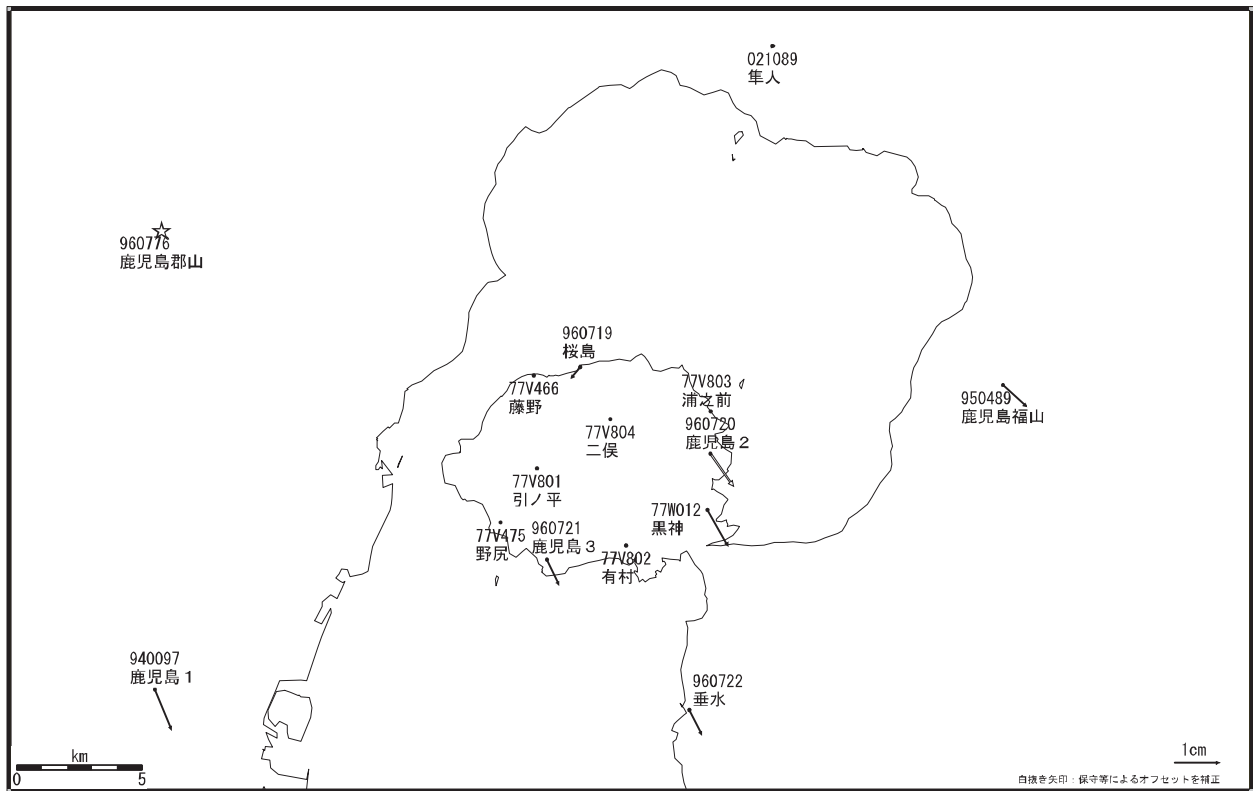 021089
隼人
960776
鹿児島郡山
960719
桜島
77V466
藤野
77V803
浦之前
950489
鹿児島福山
77V804
二俣
960720
鹿児島2
77V801
引ノ平
77W012
黒神
77V475
野尻
960721
鹿児島3
77V802
有村
940097
鹿児島1
960722
垂水
km
0 5
1cm
白抜き矢印:保守等によるオフセットを補正